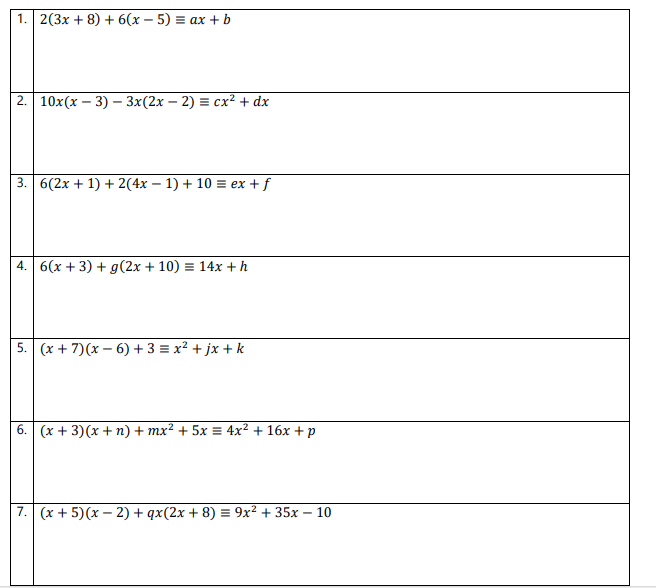 1. 2(3x + 8) + 6(x − 5) ≡ ax + b
2. 10x(x − 3) − 3x(2x − 2) ≡ cx² + dx
3. 6(2x + 1) + 2(4x − 1) + 10 ≡ ex + f
4. 6(x + 3) + g(2x + 10) ≡ 14x + h
5. (x + 7)(x − 6) + 3 ≡ x² + jx + k
6. (x + 3)(x + n) + mx² + 5x ≡ 4x² + 16x + p
7. (x + 5)(x − 2) + qx(2x + 8) ≡ 9x² + 35x − 10